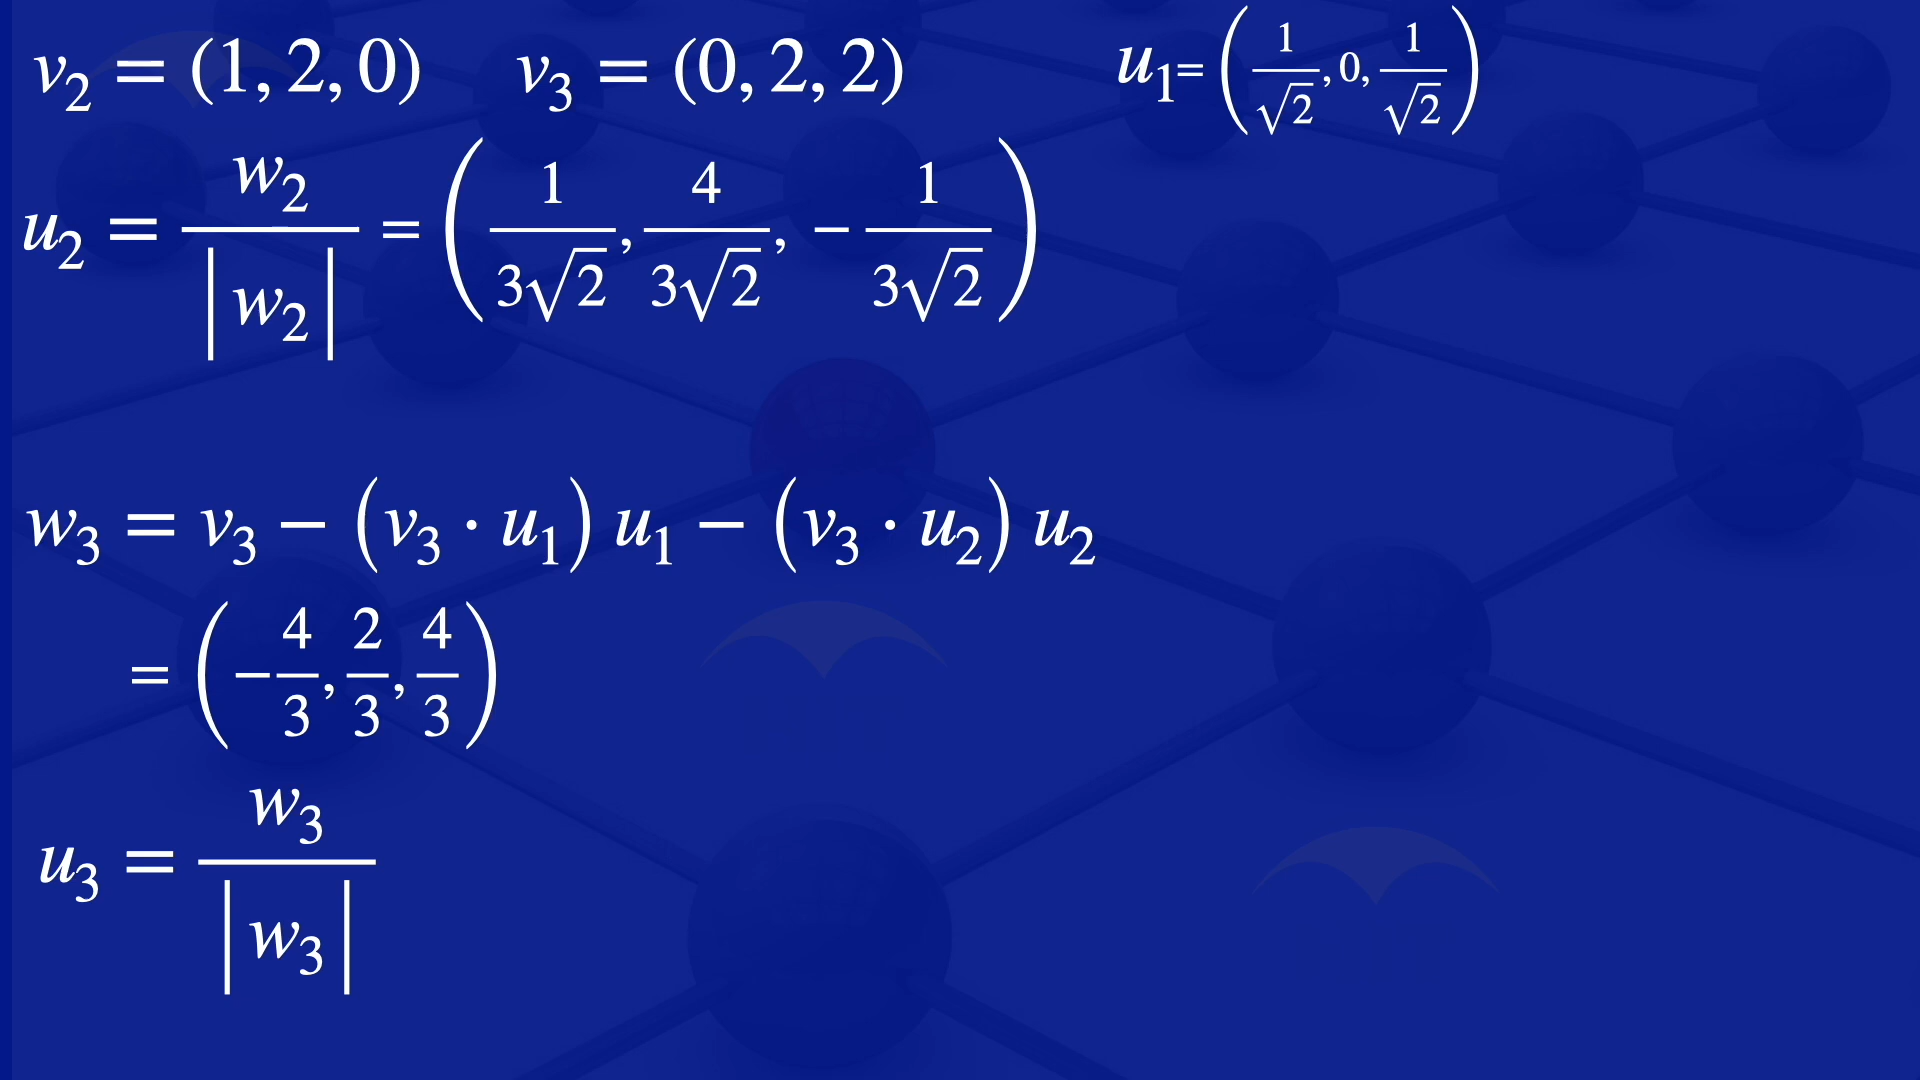 v₂ = (1, 2, 0) v₃ = (0, 2, 2) u₁= (1/√2, 0, 1/√2)
u₂ = w₂/|w₂| = (1/3√2, 4/3√2, −1/3√2)
w₃ = v₃ − (v₃ · u₁) u₁ − (v₃ · u₂) u₂
= (−4/3, 2/3, 4/3)
u₃ = w₃/|w₃|